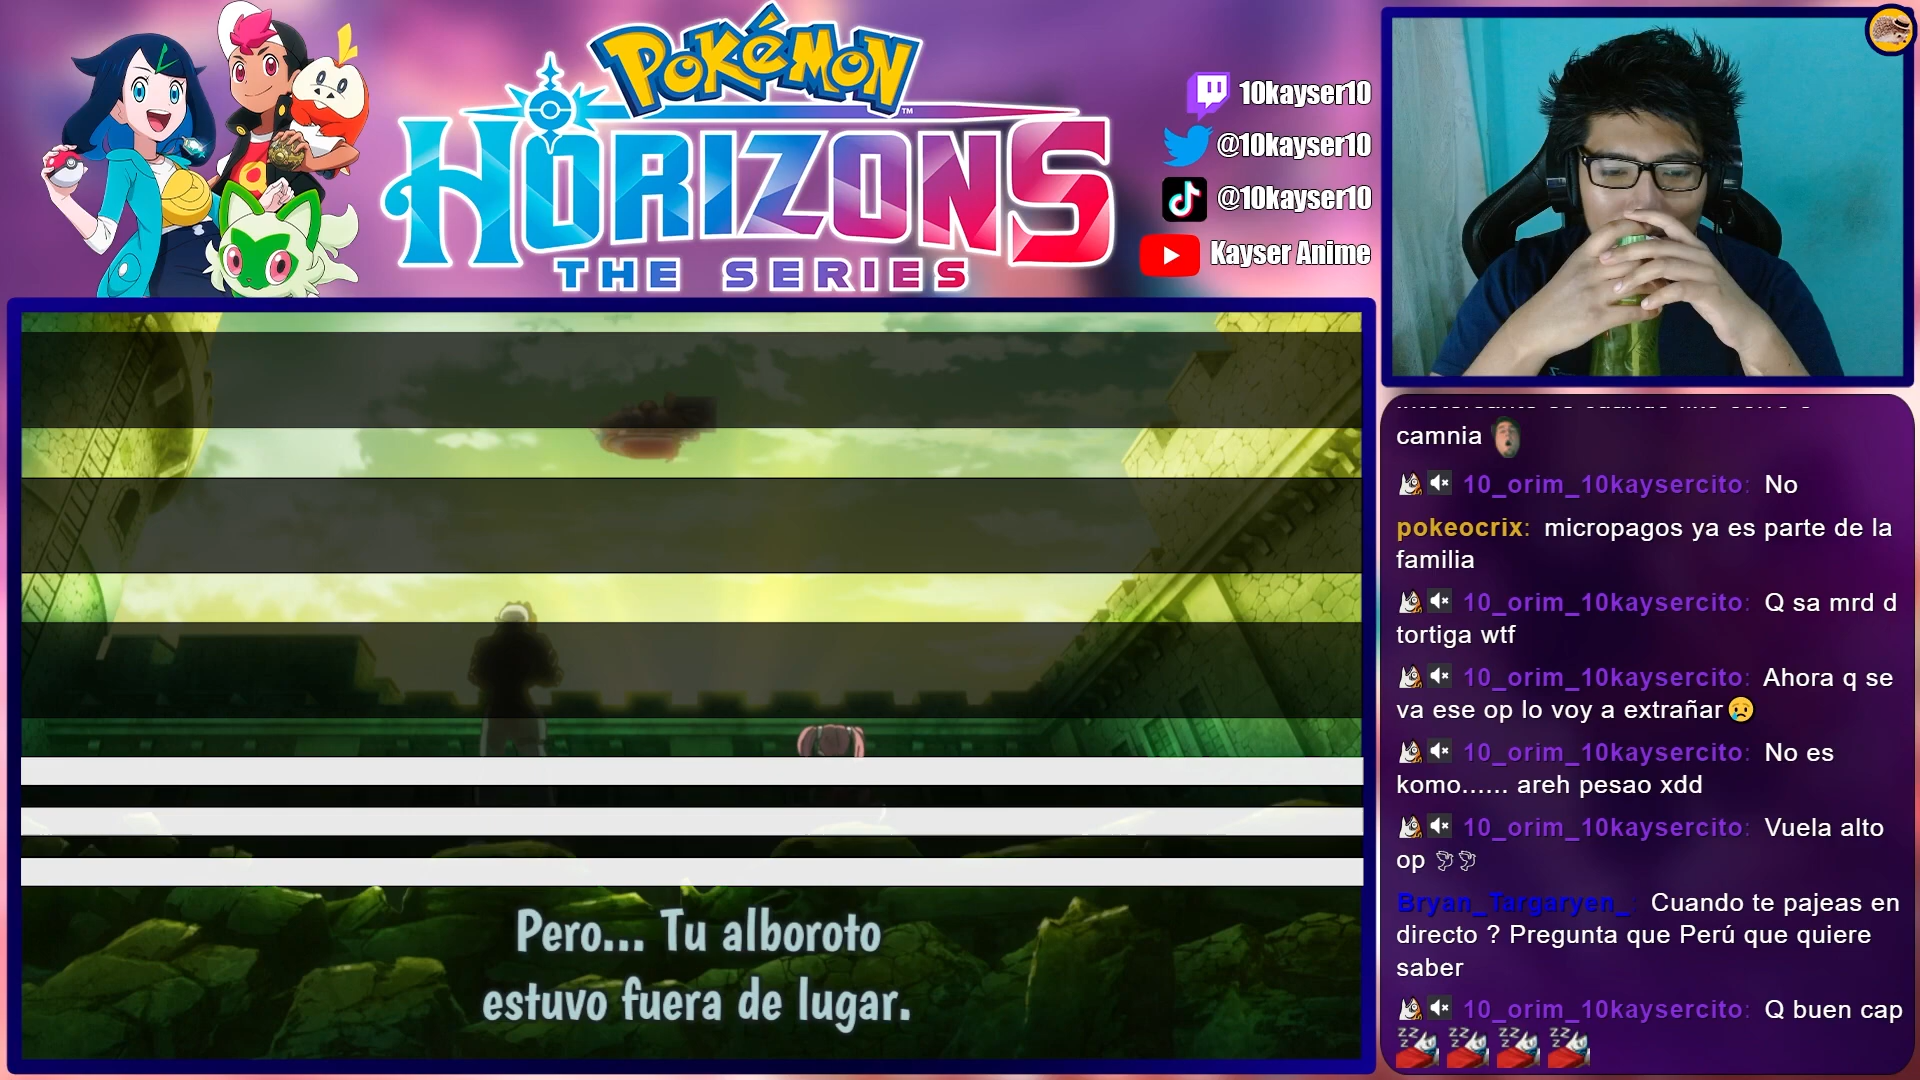 POKéMON
TM
HORIZONS
THE SERIES
10kayser10
@10kayser10
@10kayser10
Kayser Anime
Pero... Tu alboroto
estuvo fuera de lugar.
camnia
10_orim_10kaysercito: No
pokeocrix: micropagos ya es parte de la
familia
10_orim_10kaysercito: Q sa mrd d
tortiga wtf
10_orim_10kaysercito: Ahora q se
va ese op lo voy a extrañar😢
10_orim_10kaysercito: No es
komo...... areh pesao xdd
10_orim_10kaysercito: Vuela alto
op 🕊🕊
Bryan_Targaryen_: Cuando te pajeas en
directo ? Pregunta que Perú que quiere
saber
10_orim_10kaysercito: Q buen cap